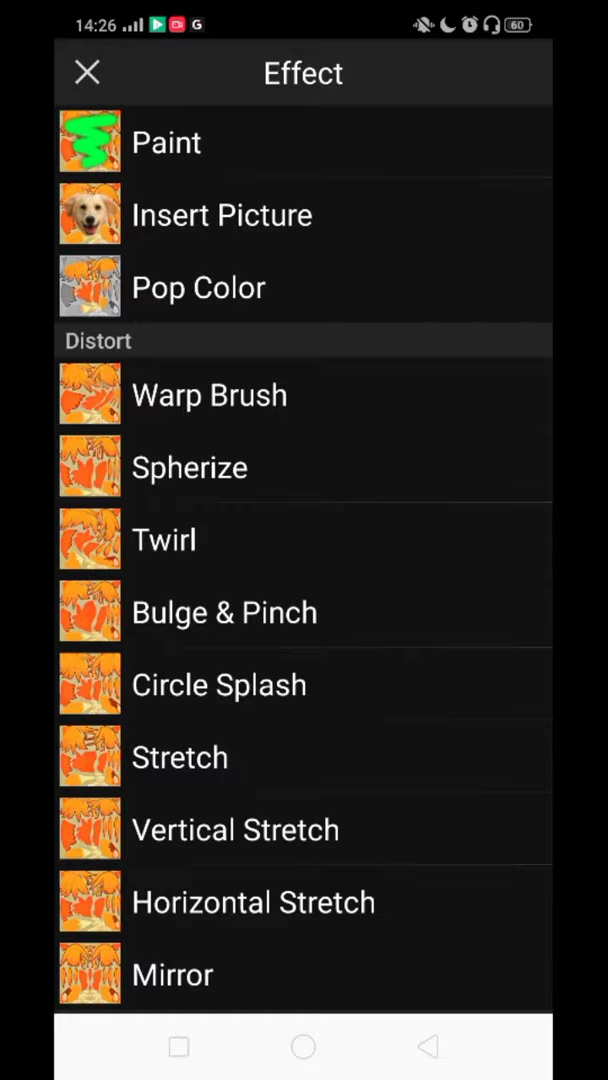 14:26 G 60
Effect
Paint
Insert Picture
Pop Color
Distort
Warp Brush
Spherize
Twirl
Bulge & Pinch
Circle Splash
Stretch
Vertical Stretch
Horizontal Stretch
Mirror